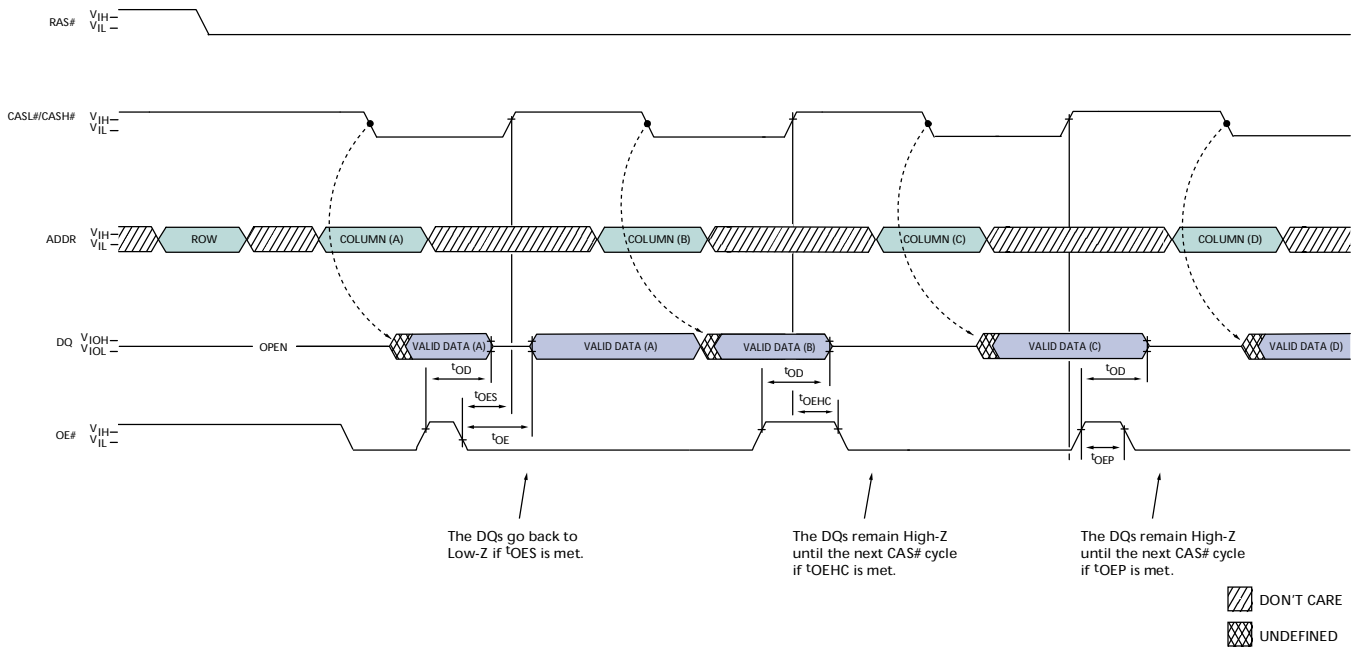 RAS# VIH VIL
CASL#/CASH# VIH VIL
ADDR VIH VIL ROW COLUMN (A) COLUMN (B) COLUMN (C) COLUMN (D)
DQ VIOH VIOL OPEN VALID DATA (A) VALID DATA (A) VALID DATA (B) VALID DATA (C) VALID DATA (D)
tOD tOD tOD
tOES tOEHC
OE# VIH VIL tOE tOEP
The DQs go back to
Low-Z if tOES is met.
The DQs remain High-Z
until the next CAS# cycle
if tOEHC is met.
The DQs remain High-Z
until the next CAS# cycle
if tOEP is met.
DON'T CARE
UNDEFINED